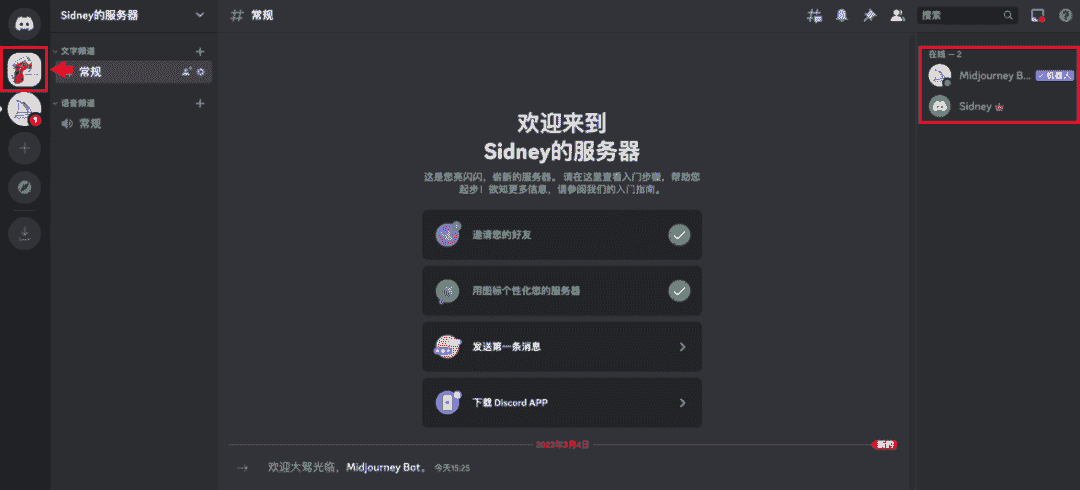 Sidney的服务器
常规
搜索
文字频道
常规
语音频道
常规
在线 — 2
Midjourney B... 机器人
Sidney
1
欢迎来到
Sidney的服务器
这是您亮闪闪，崭新的服务器。请在这里查看入门步骤，帮助您
起步！欲知更多信息，请参阅我们的入门指南。
邀请您的好友
用图标个性化您的服务器
发送第一条消息
下载 Discord APP
2023年3月4日
新的
欢迎大驾光临，Midjourney Bot。 今天15:25